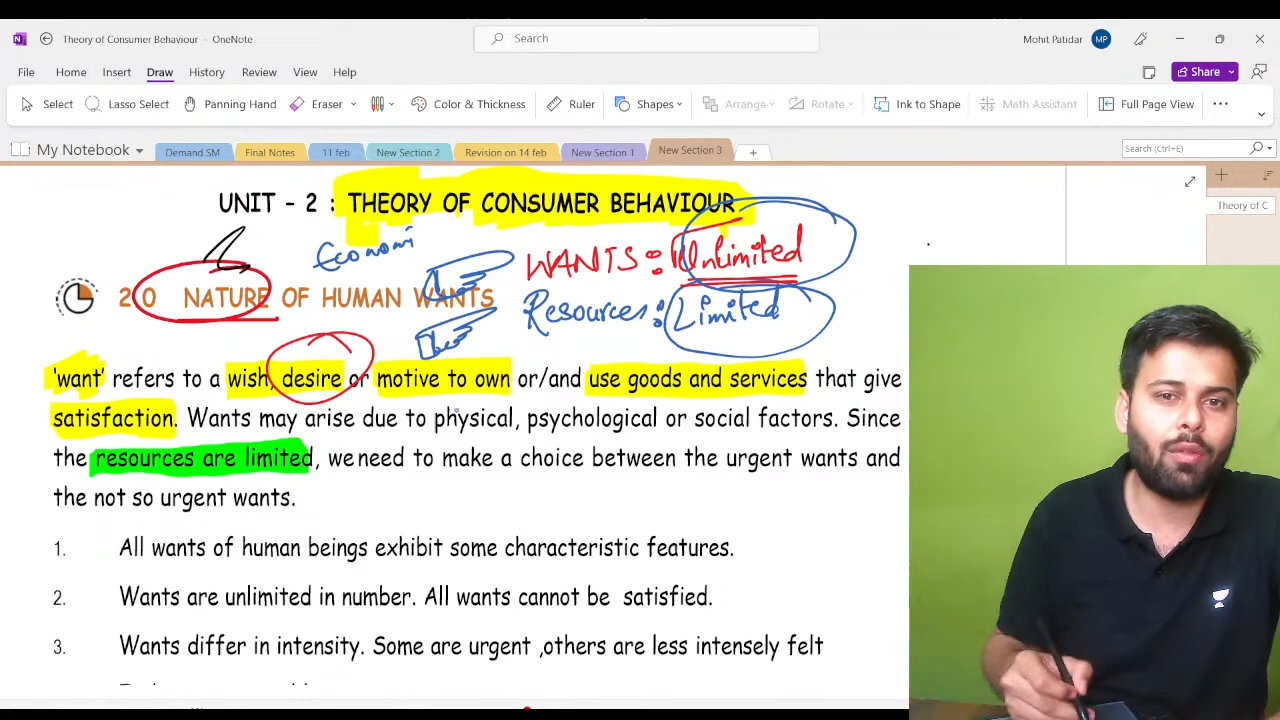 Theory of Consumer Behaviour - OneNote
Search
Mohit Patidar MP
File Home Insert Draw History Review View Help
Share
Select Lasso Select Panning Hand Eraser Color & Thickness Ruler Shapes Arrange Rotate Ink to Shape Math Assistant Full Page View
My Notebook Demand SM Final Notes 11 feb New Section 2 Revision on 14 feb New Section 1 New Section 3
Search (Ctrl+E)
Theory of C
UNIT - 2 : THEORY OF CONSUMER BEHAVIOUR
Economi
WANTS : Unlimited
2 0 NATURE OF HUMAN WANTS
Resources : Limited
'want' refers to a wish, desire or motive to own or/and use goods and services that give
satisfaction. Wants may arise due to physical, psychological or social factors. Since
the resources are limited, we need to make a choice between the urgent wants and
the not so urgent wants.
1. All wants of human beings exhibit some characteristic features.
2. Wants are unlimited in number. All wants cannot be satisfied.
3. Wants differ in intensity. Some are urgent ,others are less intensely felt